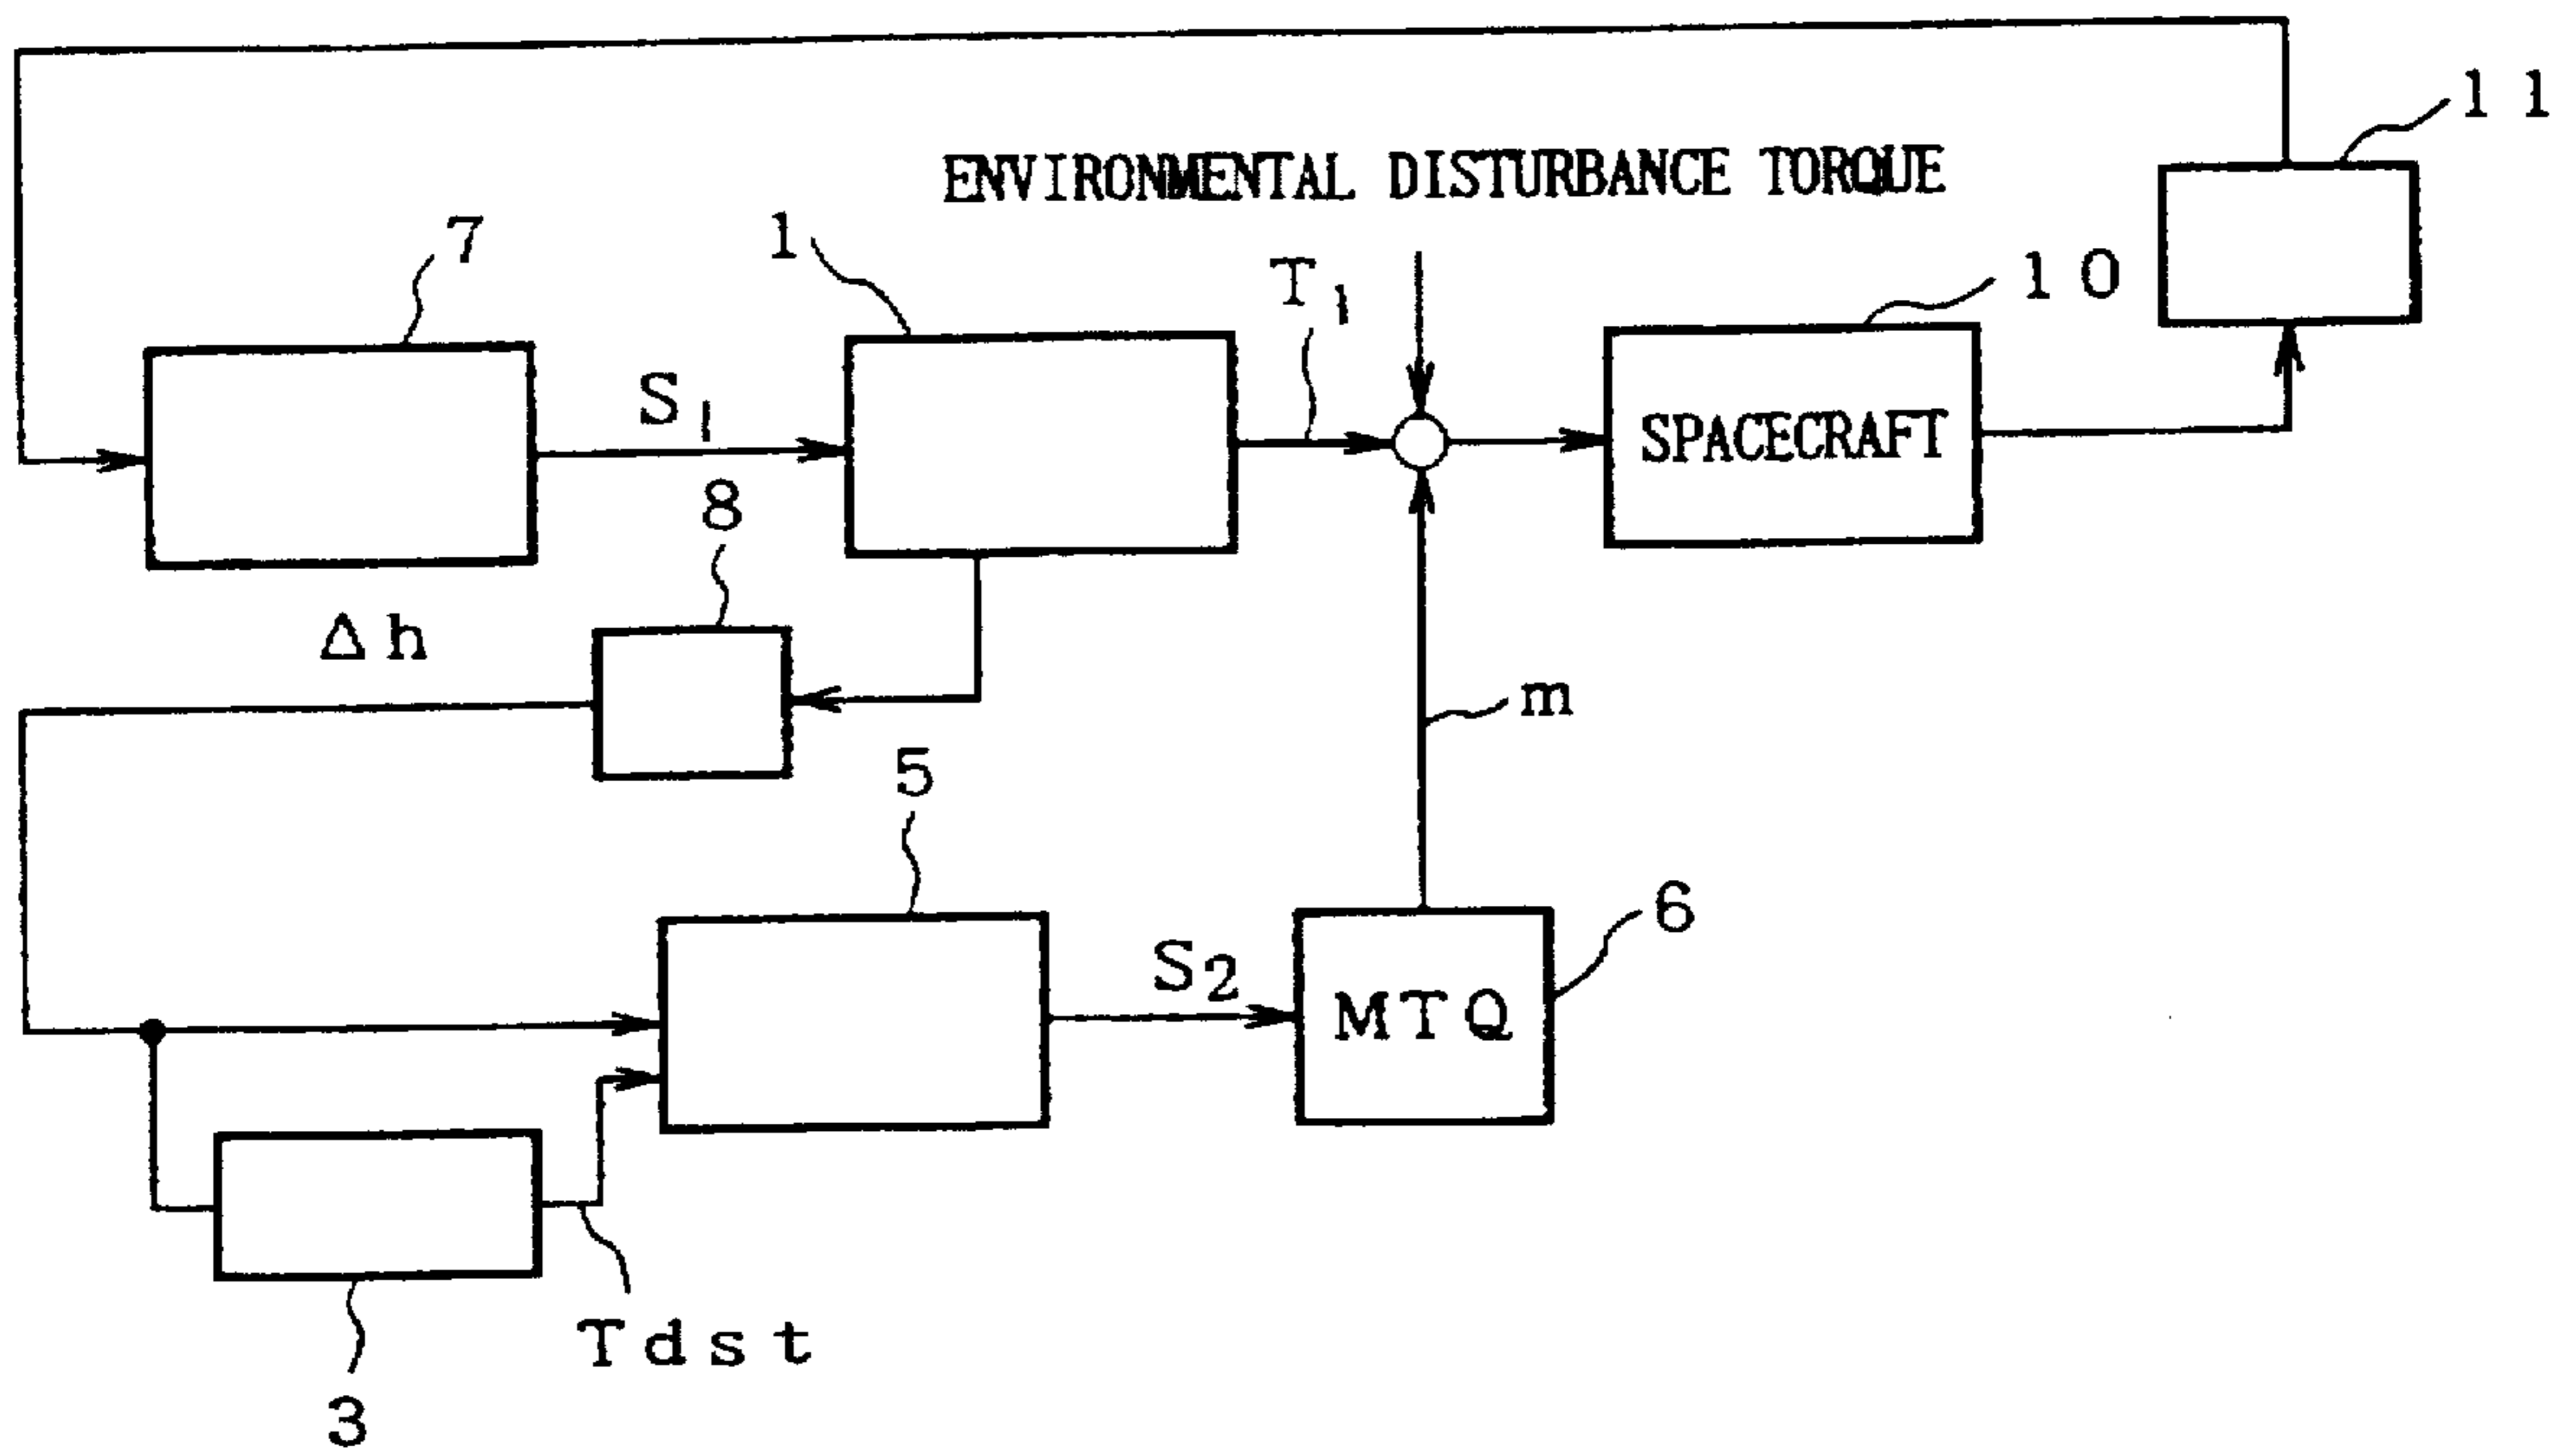 11
ENVIRONMENTAL DISTURBANCE TORQUE
7
1
T1
10
S1
SPACECRAFT
8
Δh
m
5
6
S2
MTQ
Tdst
3